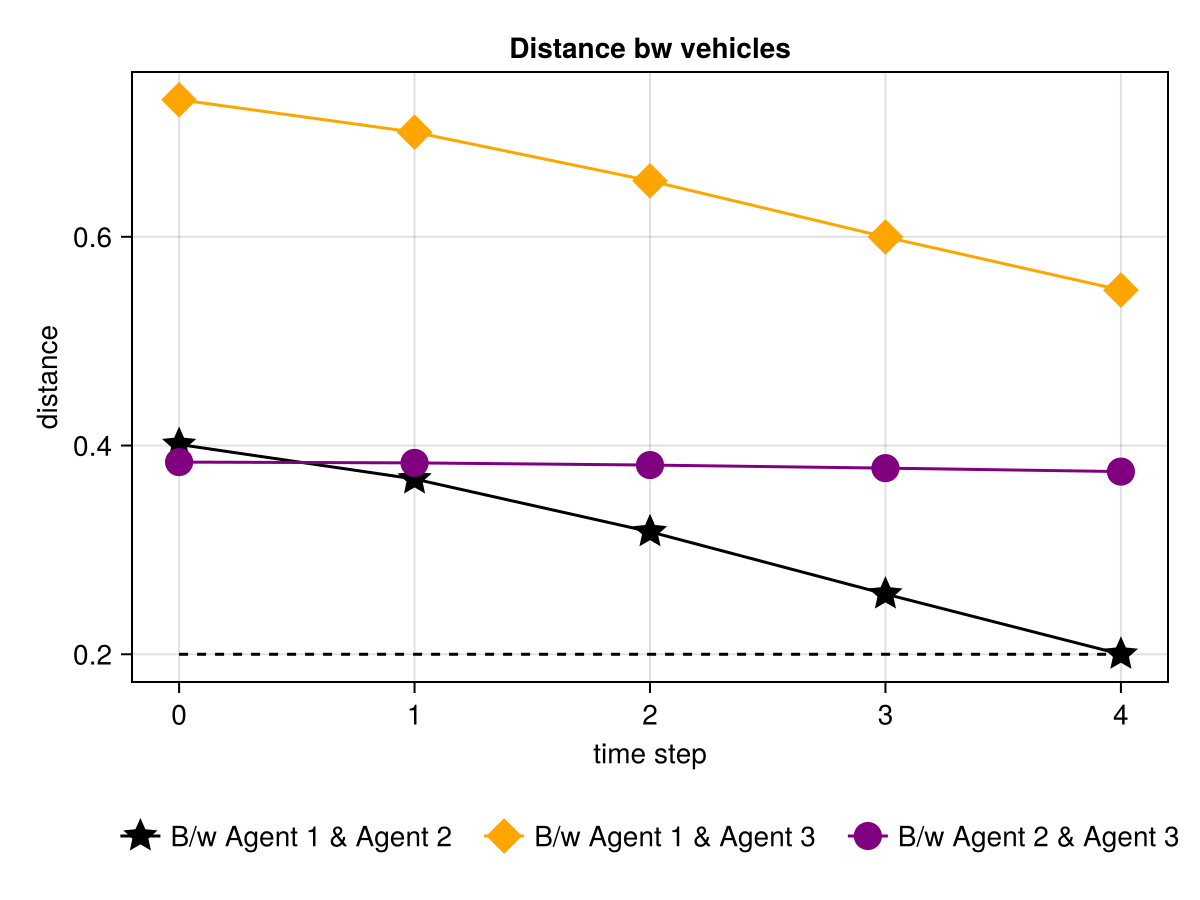 Distance bw vehicles
distance
0.6
0.4
0.2
0 1 2 3 4
time step
B/w Agent 1 & Agent 2 B/w Agent 1 & Agent 3 B/w Agent 2 & Agent 3